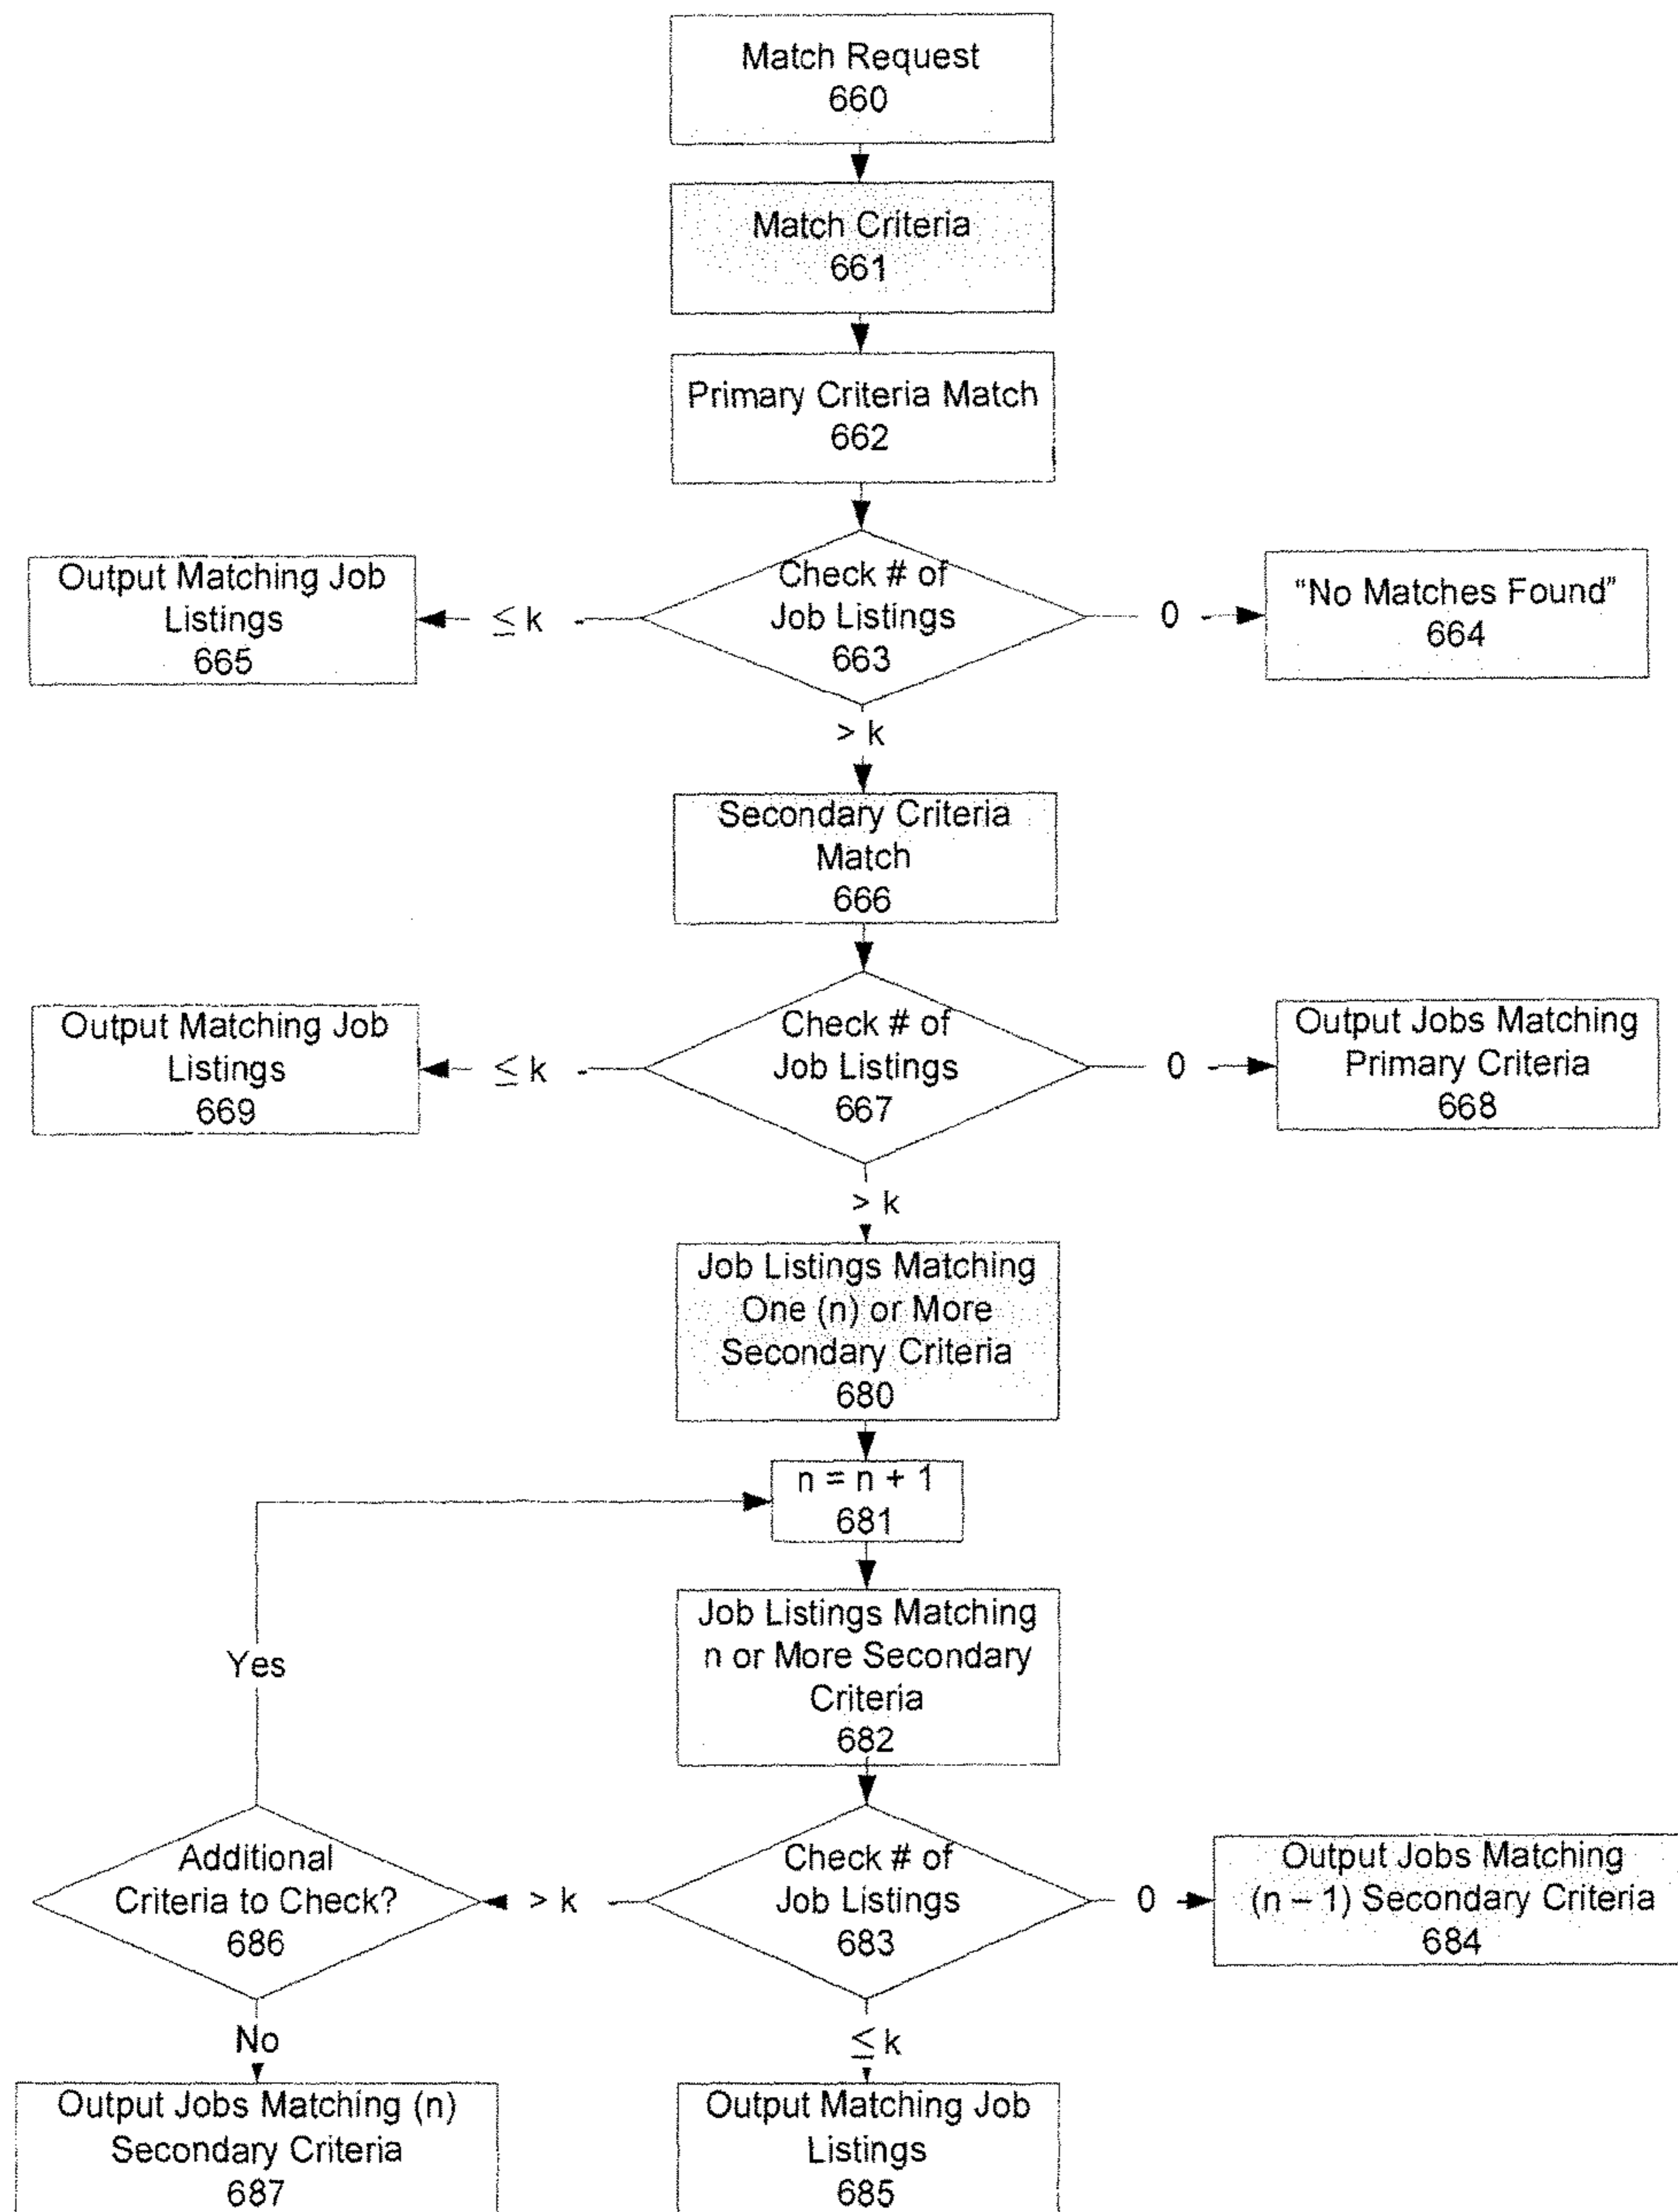 Match Request
660
Match Criteria
661
Primary Criteria Match
662
Check # of
Job Listings
663
Output Matching Job
Listings
665
≤ k
0
"No Matches Found"
664
> k
Secondary Criteria
Match
666
Check # of
Job Listings
667
Output Matching Job
Listings
669
≤ k
0
Output Jobs Matching
Primary Criteria
668
> k
Job Listings Matching
One (n) or More
Secondary Criteria
680
n = n + 1
681
Job Listings Matching
n or More Secondary
Criteria
682
Yes
Additional
Criteria to Check?
686
> k
Check # of
Job Listings
683
0
Output Jobs Matching
(n – 1) Secondary Criteria
684
No
≤ k
Output Jobs Matching (n)
Secondary Criteria
687
Output Matching Job
Listings
685